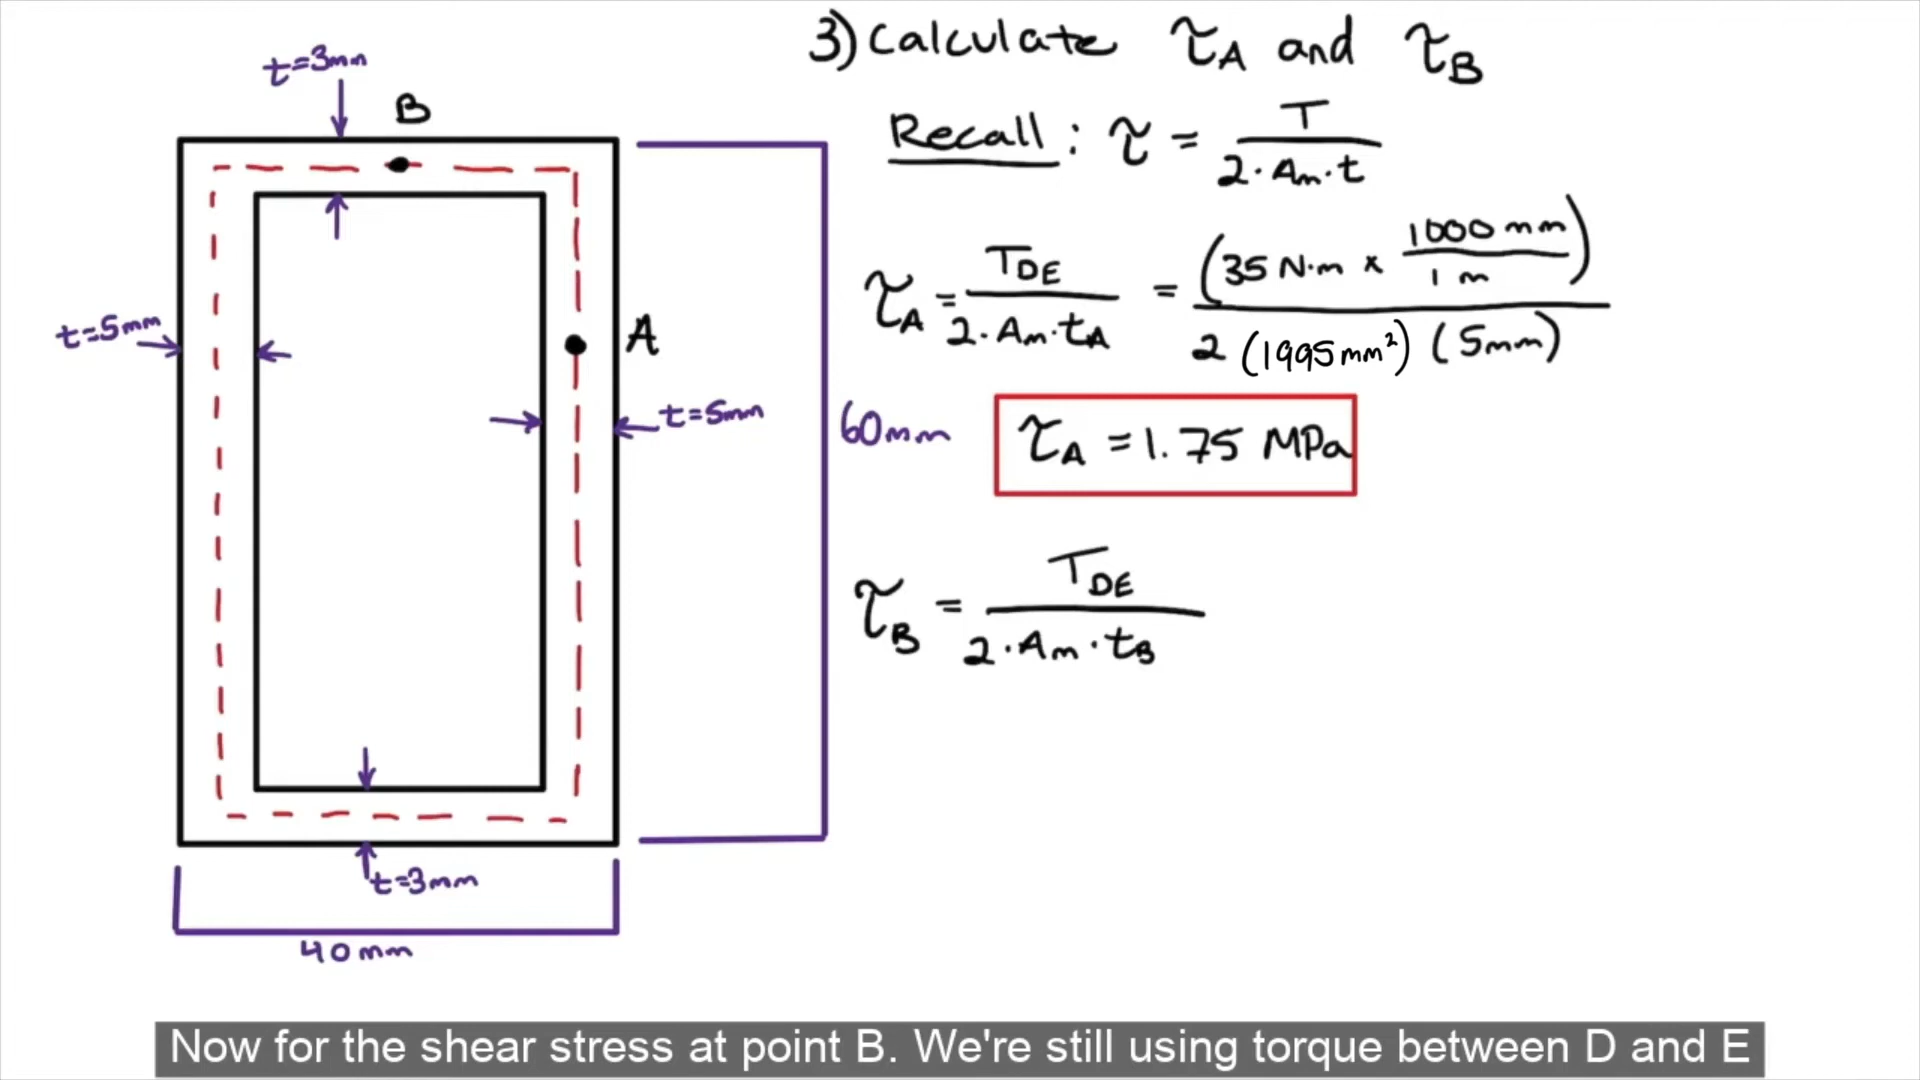 3) Calculate τA and τB
t=3mm
B
Recall: τ = T / 2·Am·t
τA = TDE / 2·Am·tA = (35 N·m x 1000 mm / 1 m) / 2 (1995mm²) (5mm)
t=5mm
A
t=5mm
60mm
τA = 1.75 MPa
τB = TDE / 2·Am·tB
t=3mm
40mm
Now for the shear stress at point B. We're still using torque between D and E